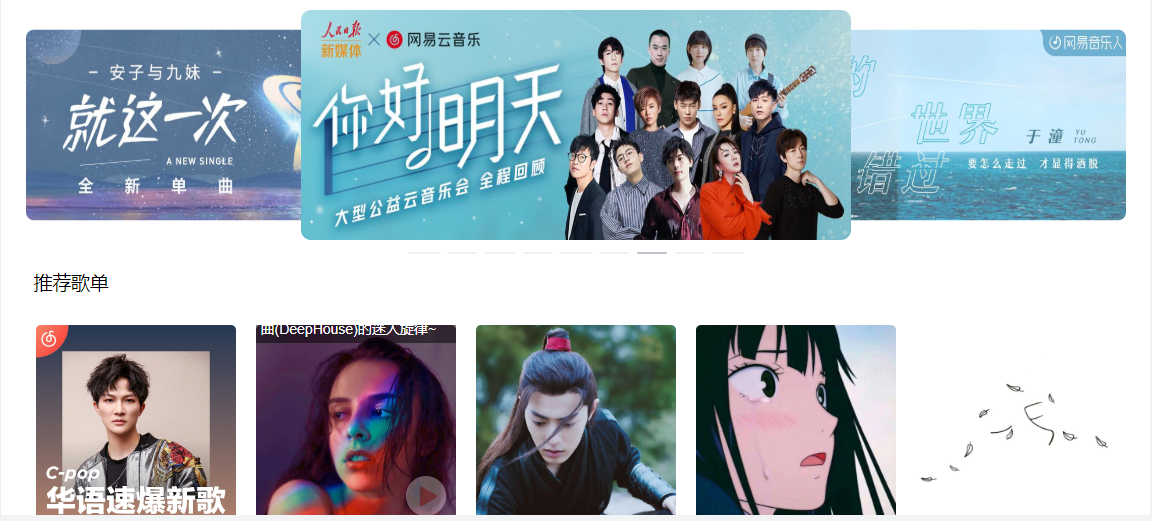 - 安子与九妹 -
就这一次
A NEW SINGLE
全新单曲
人民日报
新媒体
×
网易云音乐
你好明天
大型公益云音乐会 全程回顾
网易音乐人
的
世界
错过
于潼
YU
TONG
要怎么走过 才显得洒脱
推荐歌单
C-pop
华语速爆新歌
曲(DeepHouse)的迷人旋律~